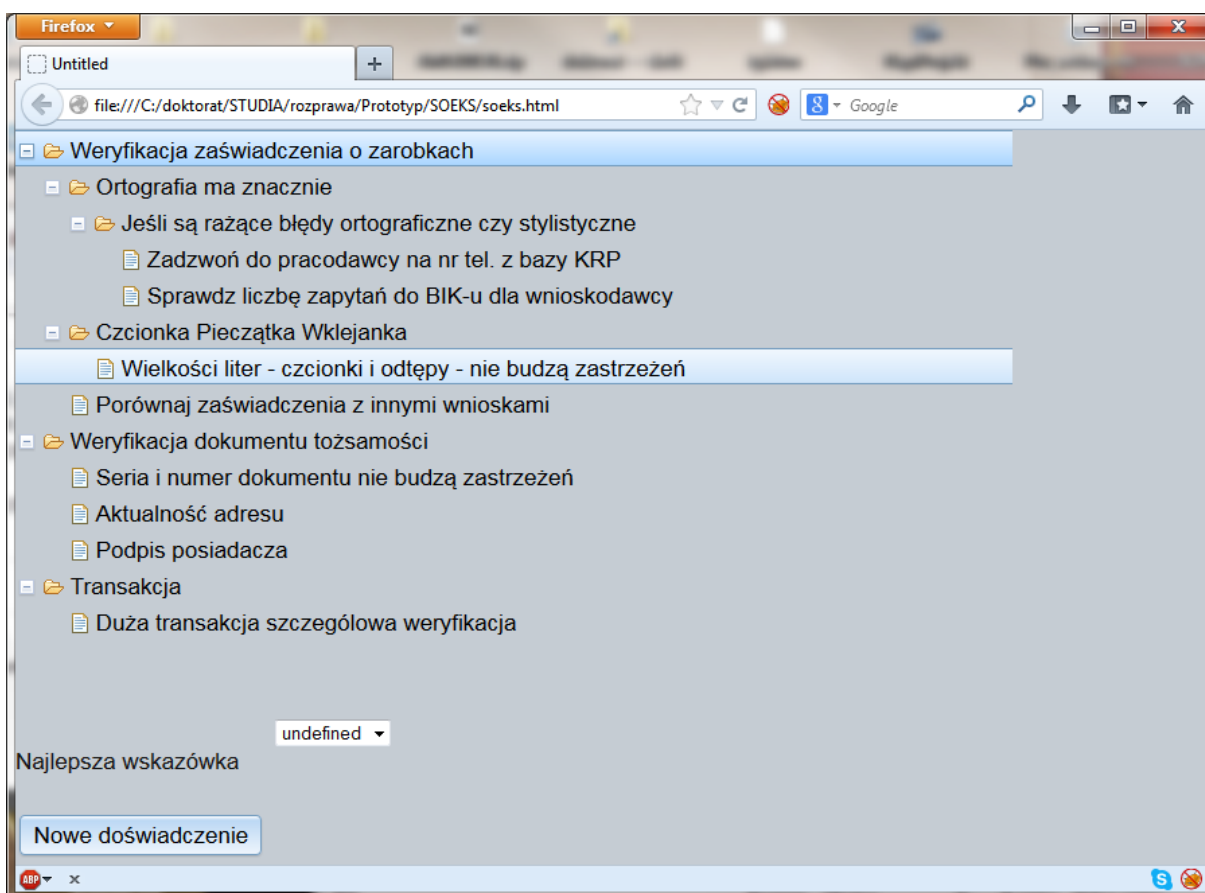 Firefox
Untitled
file:///C:/doktorat/STUDIA/rozprawa/Prototyp/SOEKS/soeks.html
Google
Weryfikacja zaświadczenia o zarobkach
Ortografia ma znacznie
Jeśli są rażące błędy ortograficzne czy stylistyczne
Zadzwoń do pracodawcy na nr tel. z bazy KRP
Sprawdz liczbę zapytań do BIK-u dla wnioskodawcy
Czcionka Pieczątka Wklejanka
Wielkości liter - czcionki i odtępy - nie budzą zastrzeżeń
Porównaj zaświadczenia z innymi wnioskami
Weryfikacja dokumentu tożsamości
Seria i numer dokumentu nie budzą zastrzeżeń
Aktualność adresu
Podpis posiadacza
Transakcja
Duża transakcja szczególowa weryfikacja
undefined
Najlepsza wskazówka
Nowe doświadczenie
ABP